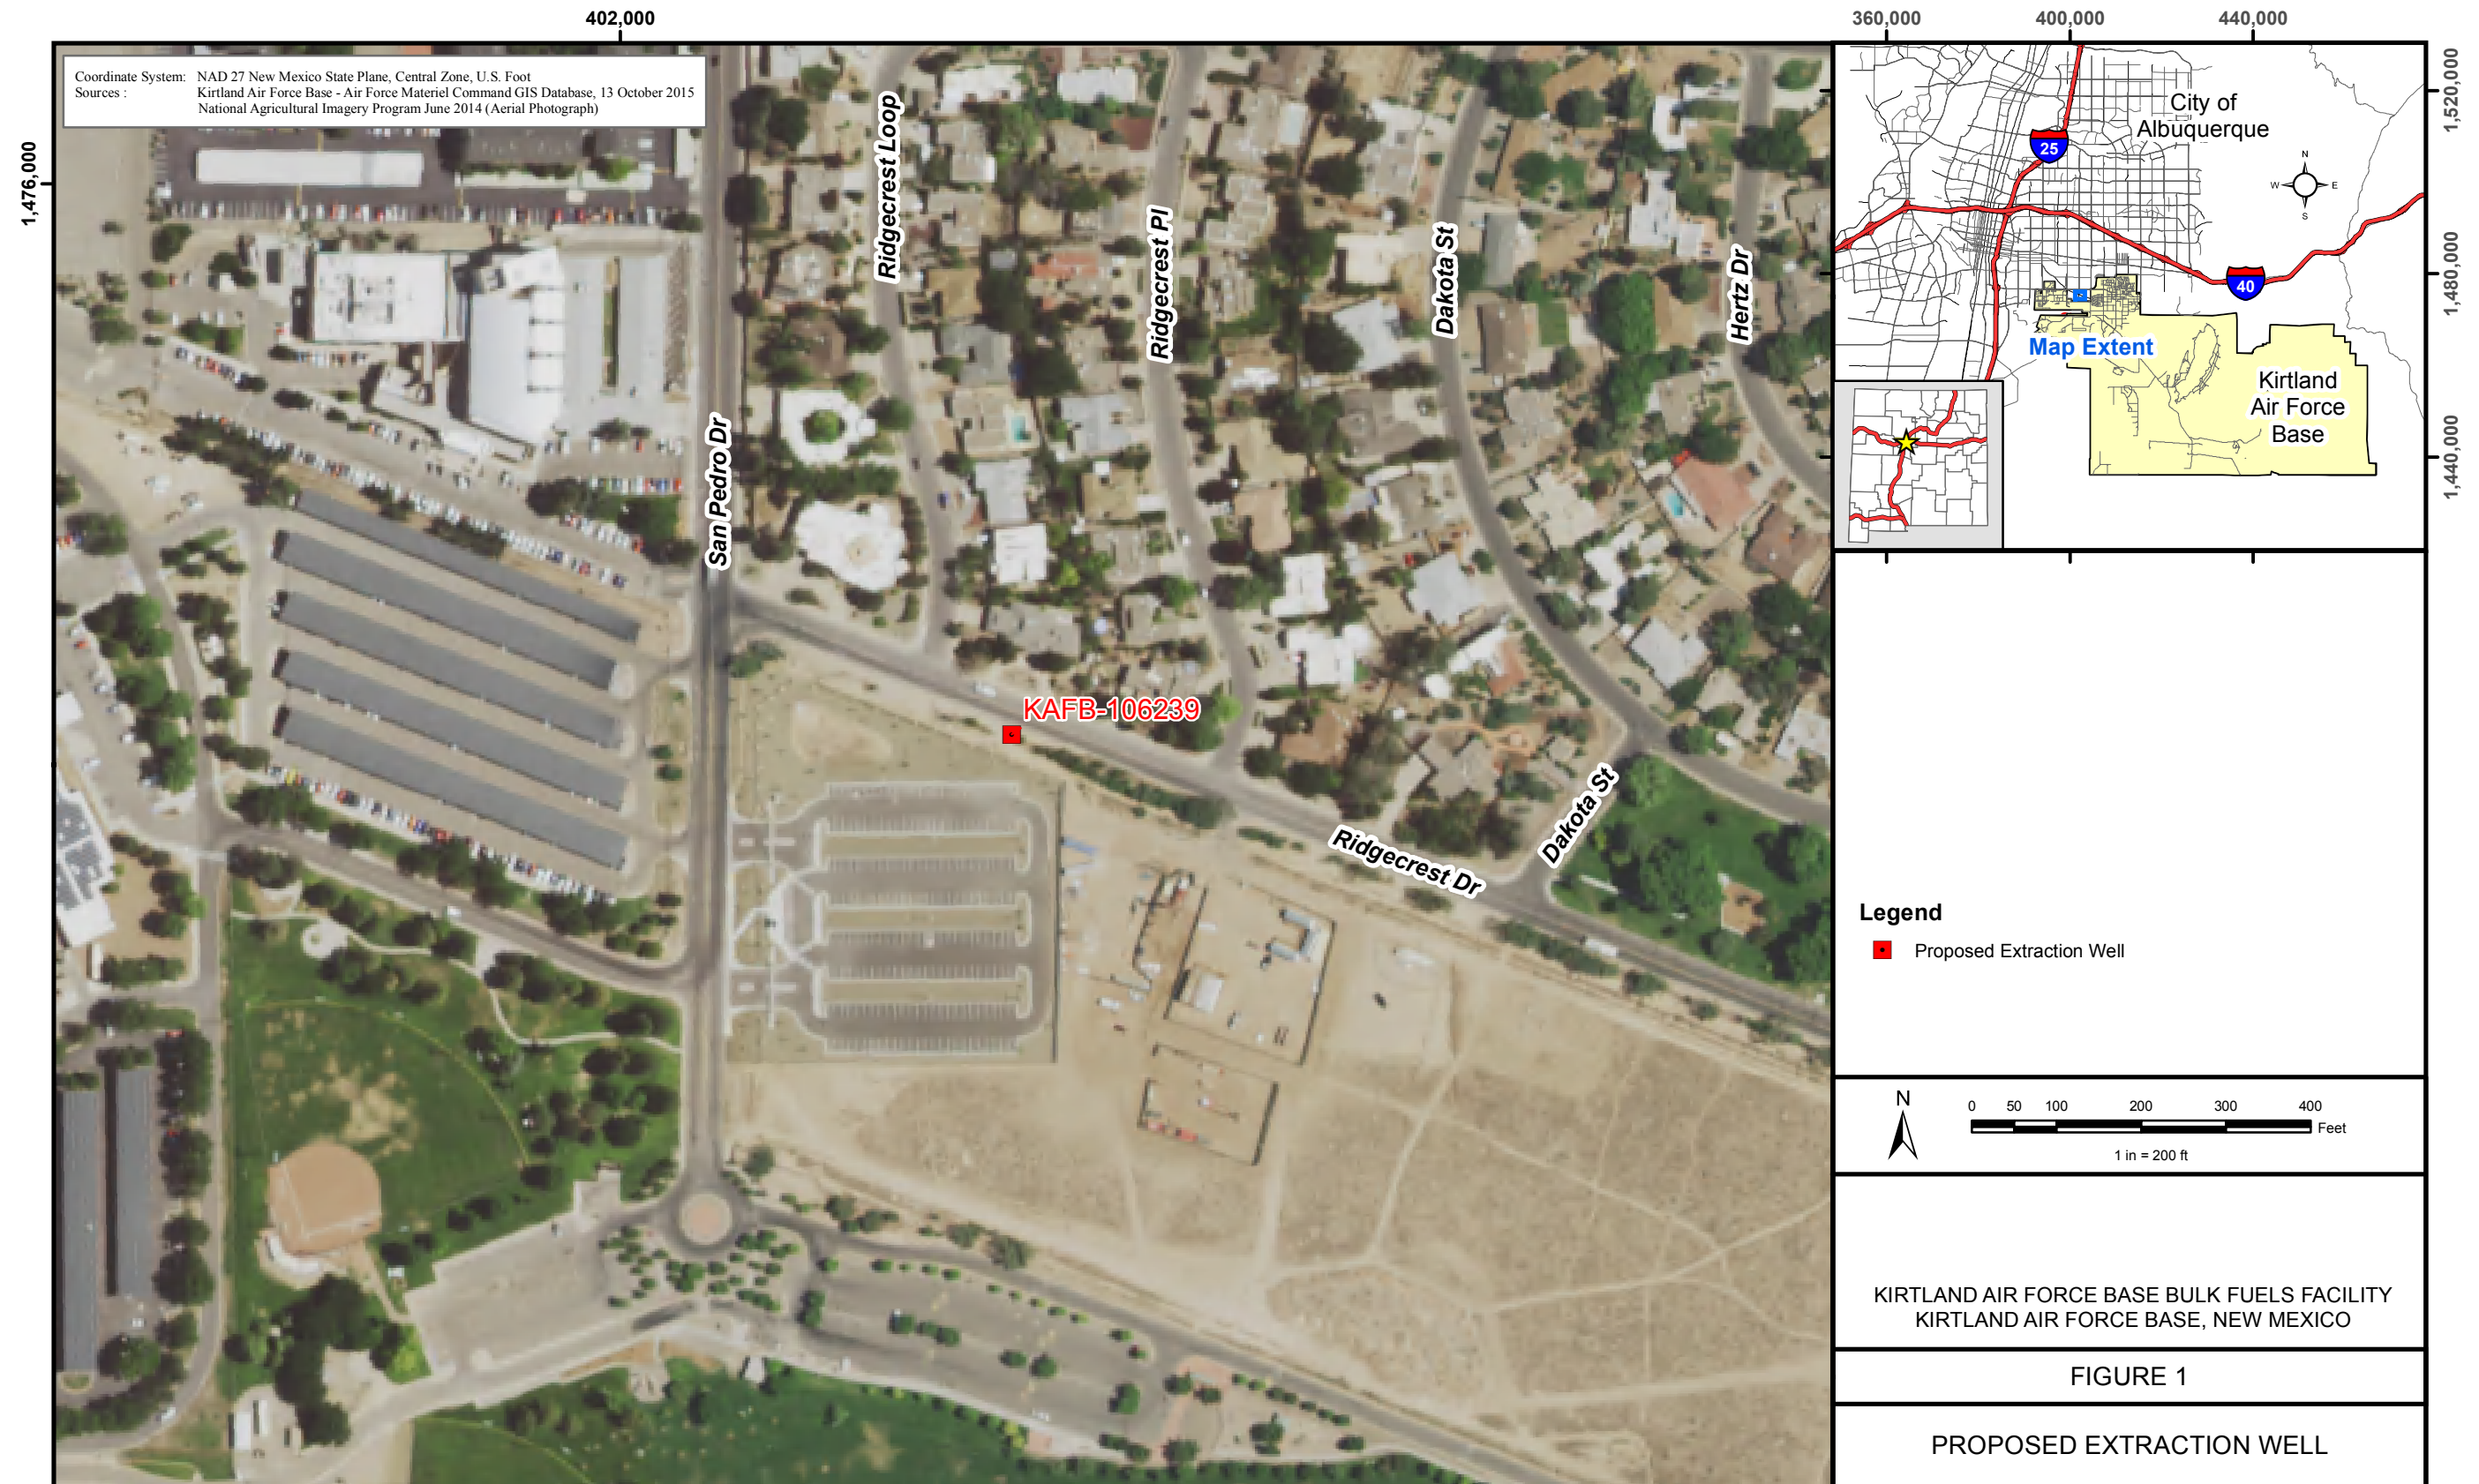 402,000
360,000 400,000 440,000
Coordinate System: NAD 27 New Mexico State Plane, Central Zone, U.S. Foot
Sources : Kirtland Air Force Base - Air Force Materiel Command GIS Database, 13 October 2015
National Agricultural Imagery Program June 2014 (Aerial Photograph)
1,476,000
Ridgecrest Loop
Ridgecrest Pl
Dakota St
Hertz Dr
San Pedro Dr
KAFB-106239
Ridgecrest Dr
Dakota St
City of
Albuquerque
25
N
W E
S
40
Map Extent
Kirtland
Air Force
Base
1,520,000
1,480,000
1,440,000
Legend
Proposed Extraction Well
N
0 50 100 200 300 400
Feet
1 in = 200 ft
KIRTLAND AIR FORCE BASE BULK FUELS FACILITY
KIRTLAND AIR FORCE BASE, NEW MEXICO
FIGURE 1
PROPOSED EXTRACTION WELL